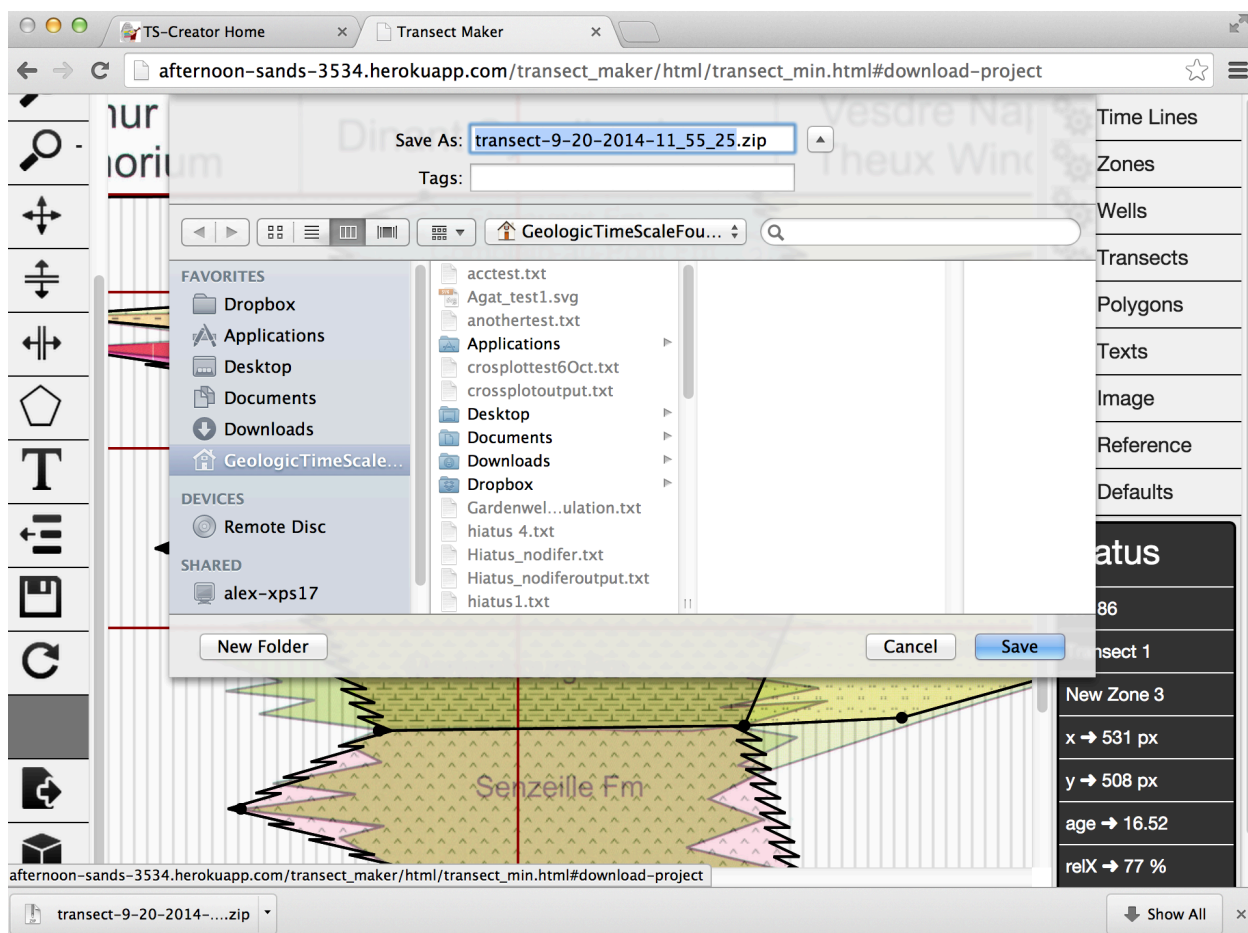 TS-Creator Home
Transect Maker
afternoon-sands-3534.herokuapp.com/transect_maker/html/transect_min.html#download-project
Save As: transect-9-20-2014-11_55_25.zip
Tags:
GeologicTimeScaleFou...
FAVORITES
Dropbox
Applications
Desktop
Documents
Downloads
GeologicTimeScale...
DEVICES
Remote Disc
SHARED
alex-xps17
acctest.txt
Agat_test1.svg
anothertest.txt
Applications
crosplottest6Oct.txt
crossplotoutput.txt
Desktop
Documents
Downloads
Dropbox
Gardenwel...ulation.txt
hiatus 4.txt
Hiatus_nodifer.txt
Hiatus_nodiferoutput.txt
hiatus1.txt
New Folder
Cancel
Save
Time Lines
Zones
Wells
Transects
Polygons
Texts
Image
Reference
Defaults
atus
86
nsect 1
New Zone 3
x ➜ 531 px
y ➜ 508 px
age ➜ 16.52
relX ➜ 77 %
T
Senzeille Fm
afternoon-sands-3534.herokuapp.com/transect_maker/html/transect_min.html#download-project
transect-9-20-2014-....zip
Show All